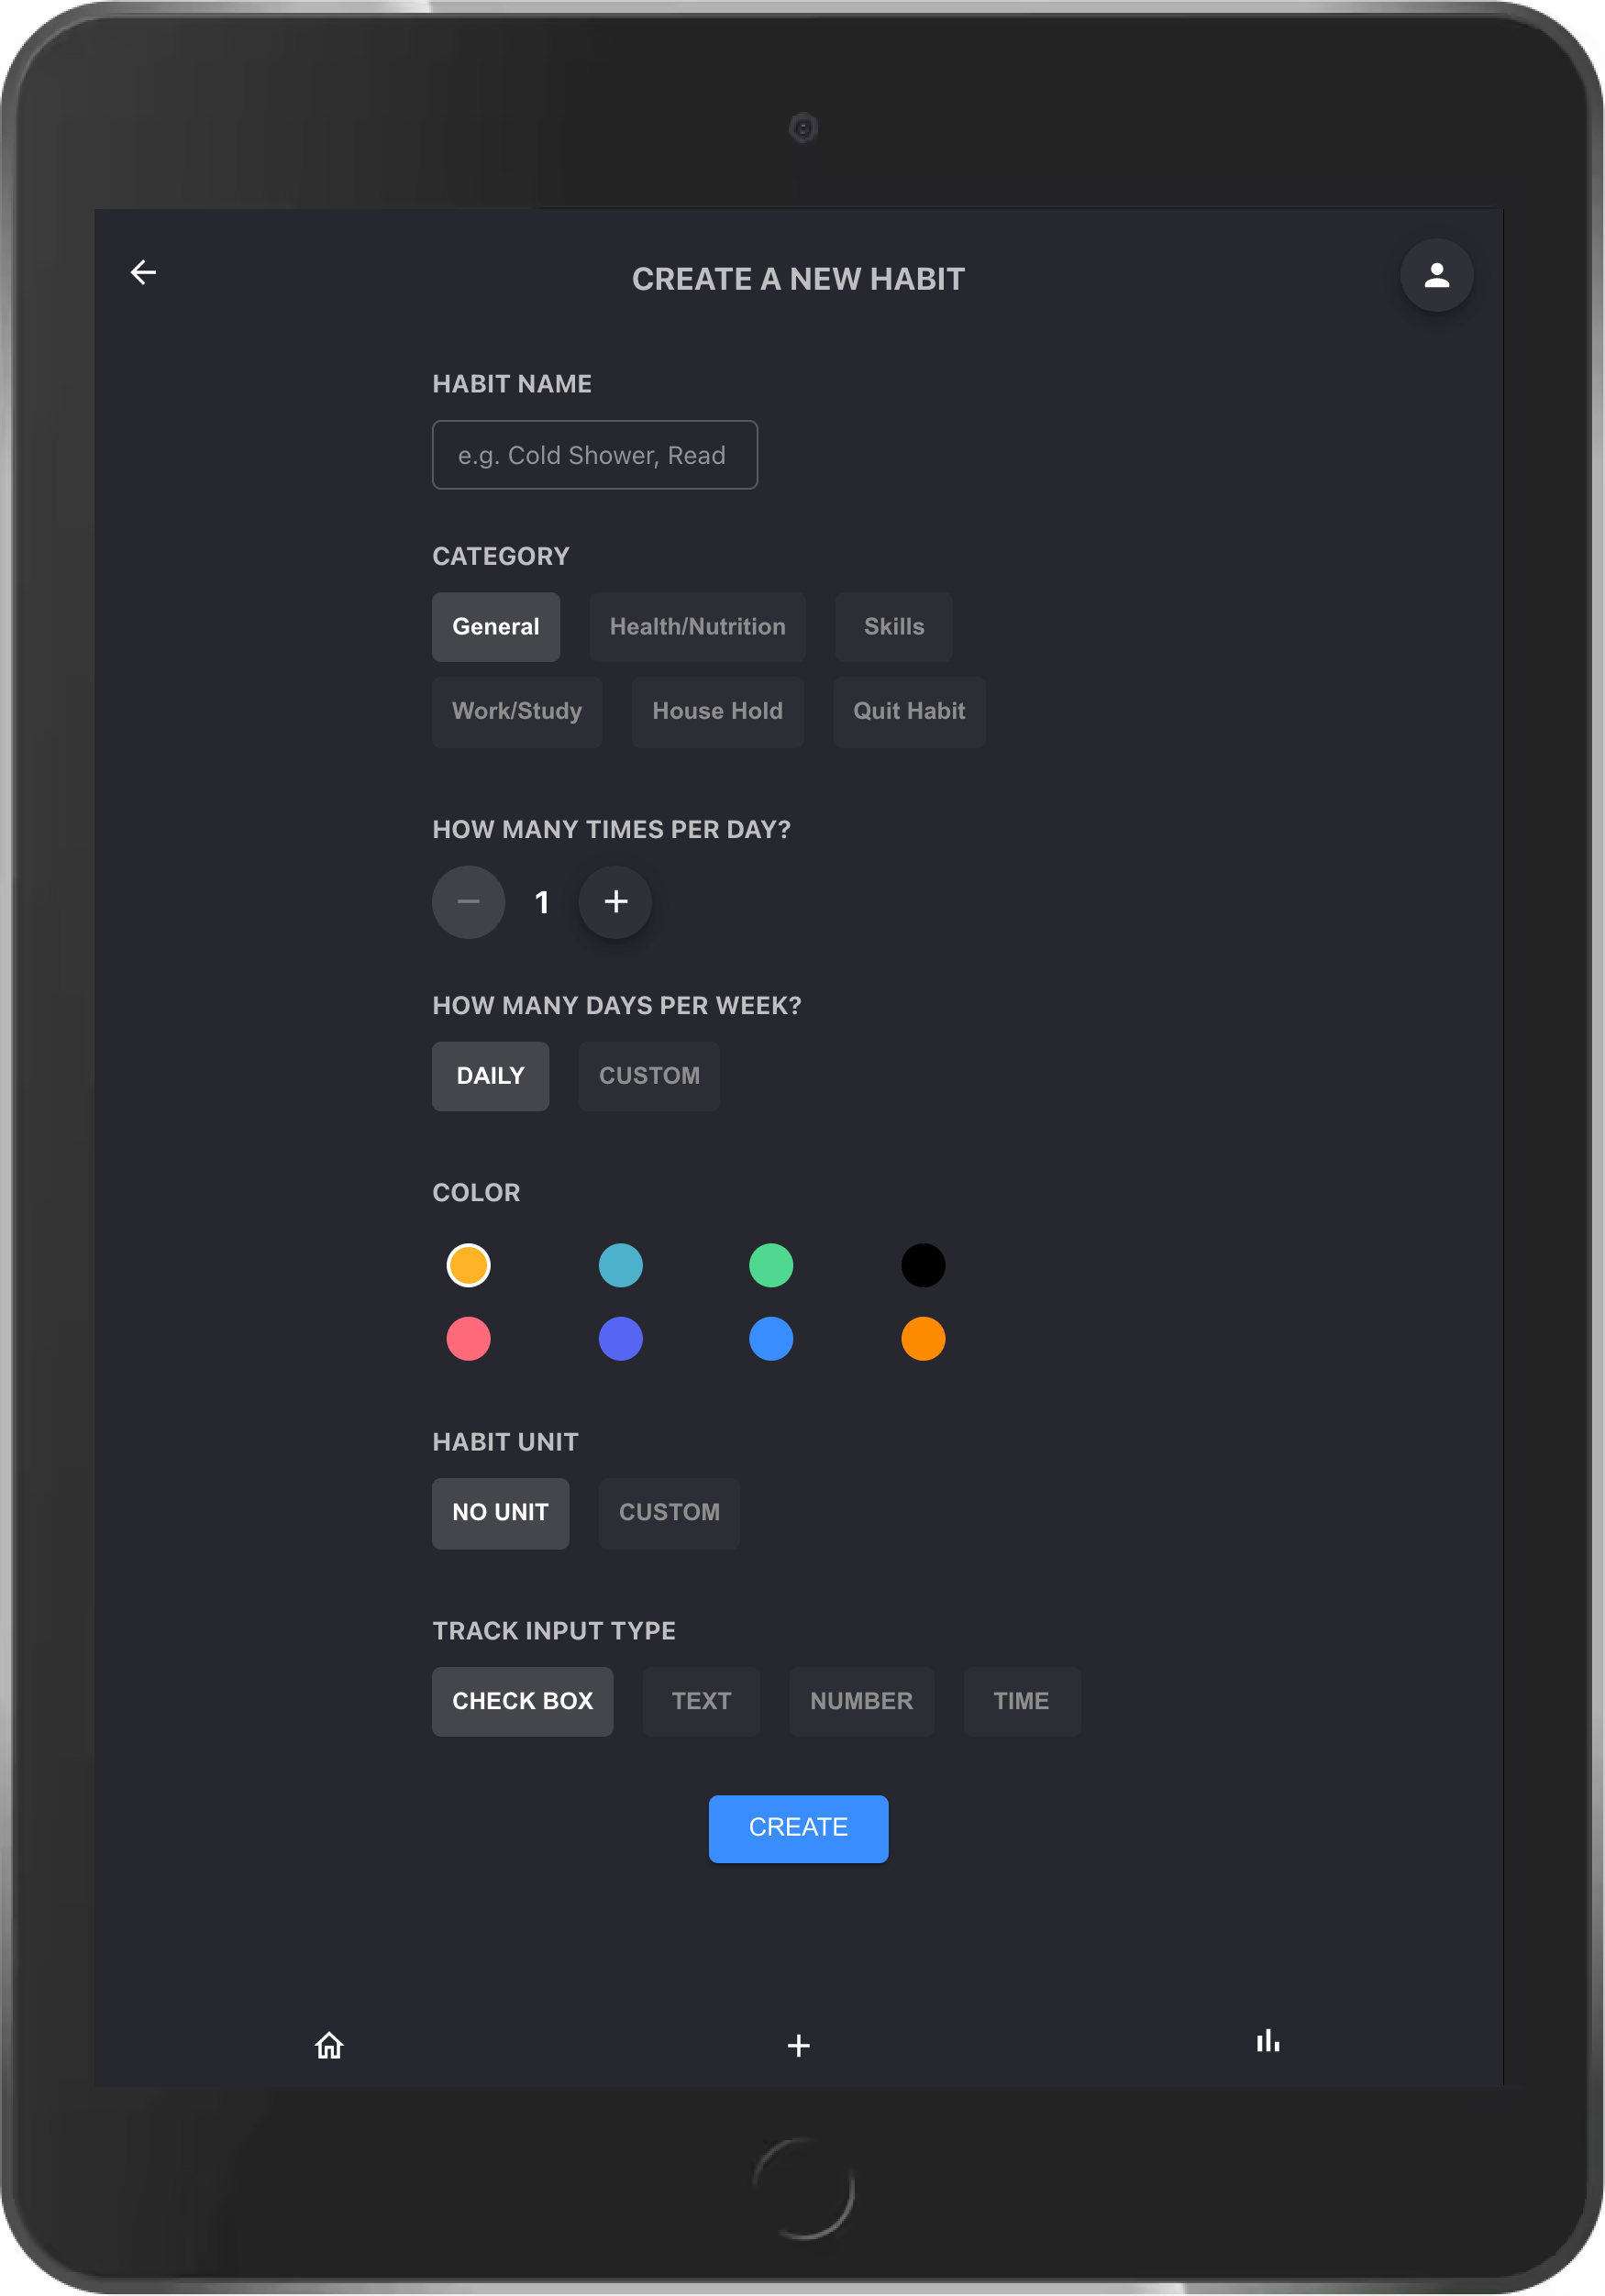 CREATE A NEW HABIT
HABIT NAME
e.g. Cold Shower, Read
CATEGORY
General Health/Nutrition Skills
Work/Study House Hold Quit Habit
HOW MANY TIMES PER DAY?
1
HOW MANY DAYS PER WEEK?
DAILY CUSTOM
COLOR
HABIT UNIT
NO UNIT CUSTOM
TRACK INPUT TYPE
CHECK BOX TEXT NUMBER TIME
CREATE